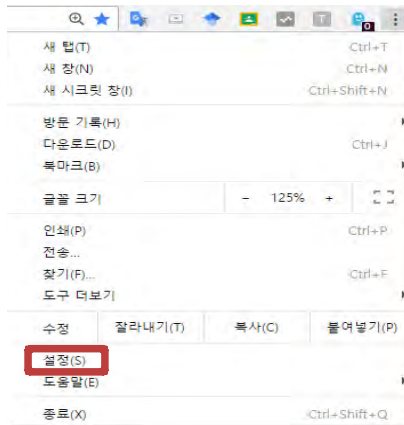 새 탭(T) Ctrl+T
새 창(N) Ctrl+N
새 시크릿 창(I) Ctrl+Shift+N
방문 기록(H)
다운로드(D) Ctrl+J
북마크(B)
글꼴 크기 - 125% +
인쇄(P) Ctrl+P
전송...
찾기(F)... Ctrl+F
도구 더보기
수정 잘라내기(T) 복사(C) 붙여넣기(P)
설정(S)
도움말(E)
종료(X) Ctrl+Shift+Q